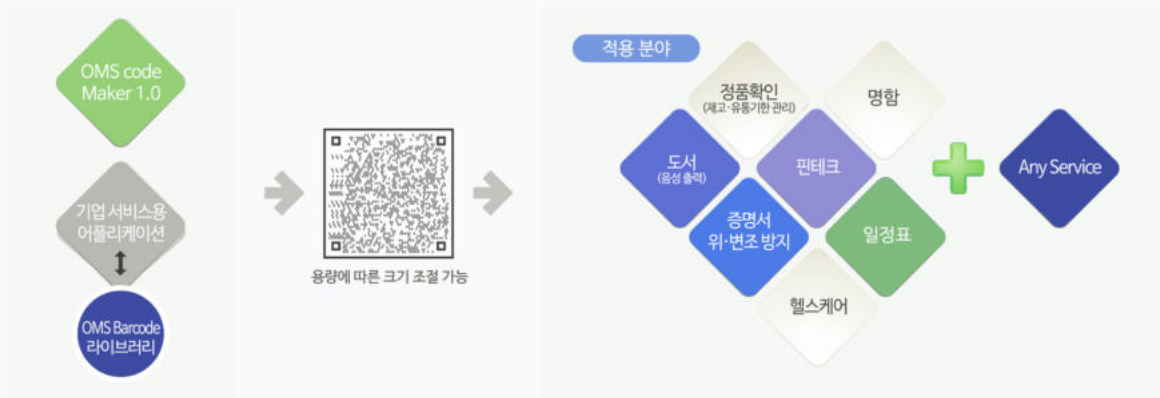 OMS code
Maker 1.0
기업 서비스용
어플리케이션
OMS Barcode
라이브러리
용량에 따른 크기 조절 가능
적용 분야
정품확인
(재고·유통기한 관리)
명함
도서
(음성 출력)
핀테크
증명서
위·변조 방지
일정표
헬스케어
Any Service